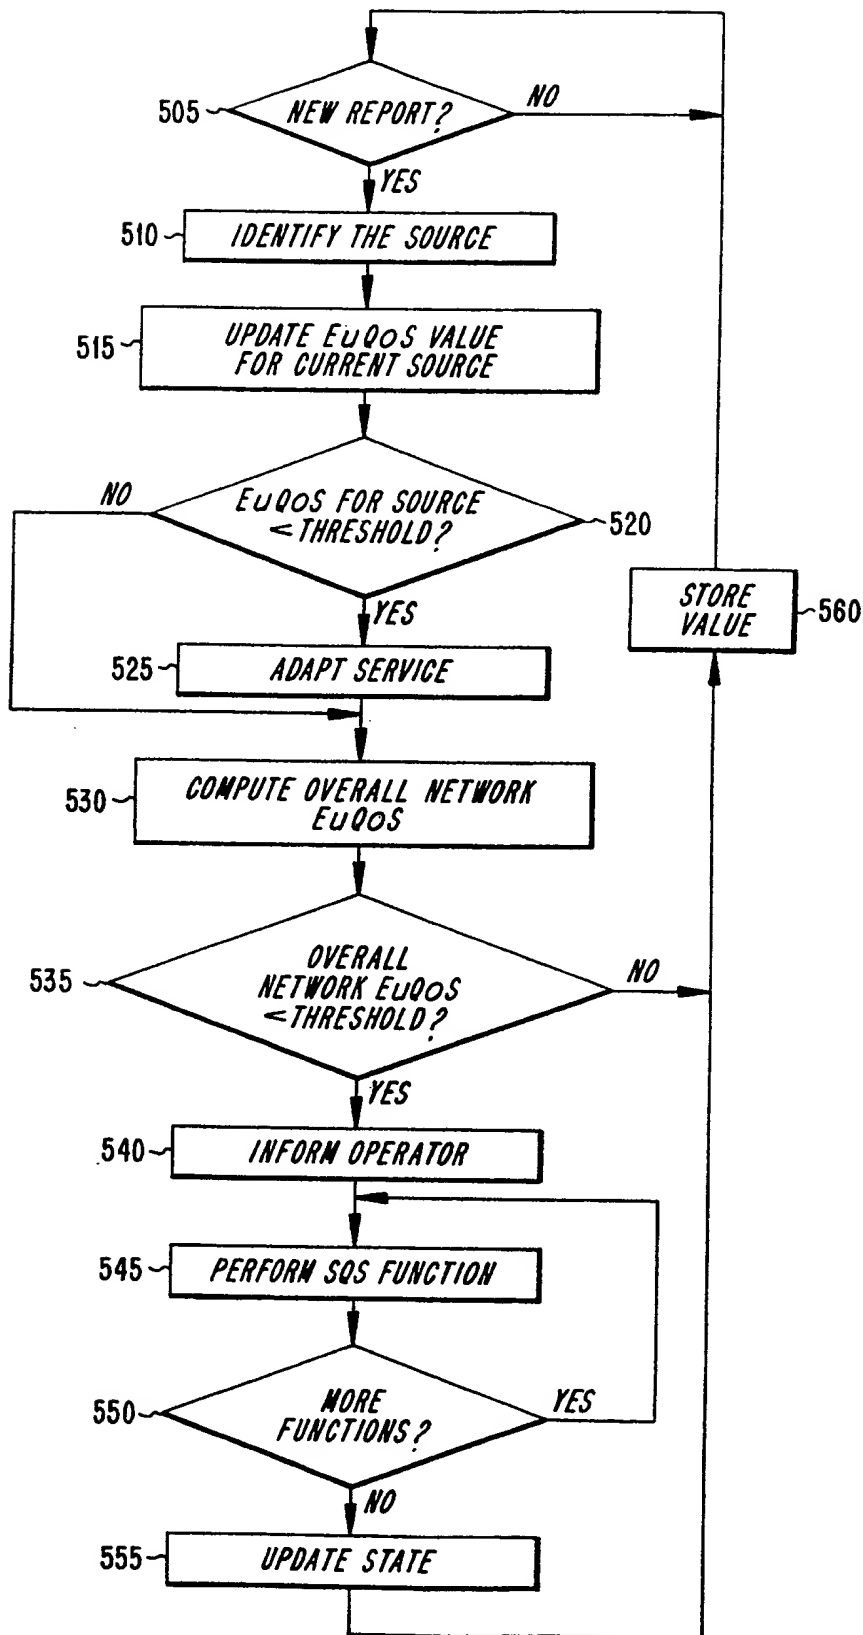 505
NEW REPORT?
NO
YES
510
IDENTIFY THE SOURCE
515
UPDATE EuQoS VALUE
FOR CURRENT SOURCE
NO
EuQoS FOR SOURCE
<THRESHOLD?
520
YES
STORE
VALUE
560
525
ADAPT SERVICE
530
COMPUTE OVERALL NETWORK
EuQoS
535
OVERALL
NETWORK EuQoS
<THRESHOLD?
NO
YES
540
INFORM OPERATOR
545
PERFORM SQS FUNCTION
550
MORE
FUNCTIONS?
YES
NO
555
UPDATE STATE